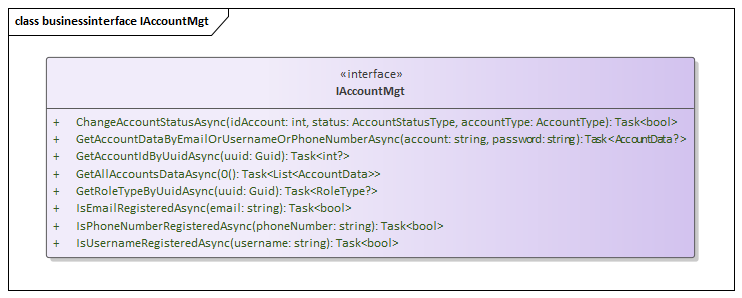 class businessinterface IAccountMgt
«interface»
IAccountMgt
+ ChangeAccountStatusAsync(idAccount: int, status: AccountStatusType, accountType: AccountType): Task<bool>
+ GetAccountDataByEmailOrUsernameOrPhoneNumberAsync(account: string, password: string): Task<AccountData?>
+ GetAccountIdByUuidAsync(uuid: Guid): Task<int?>
+ GetAllAccountsDataAsync(0(): Task<List<AccountData>>
+ GetRoleTypeByUuidAsync(uuid: Guid): Task<RoleType?>
+ IsEmailRegisteredAsync(email: string): Task<bool>
+ IsPhoneNumberRegisteredAsync(phoneNumber: string): Task<bool>
+ IsUsernameRegisteredAsync(username: string): Task<bool>